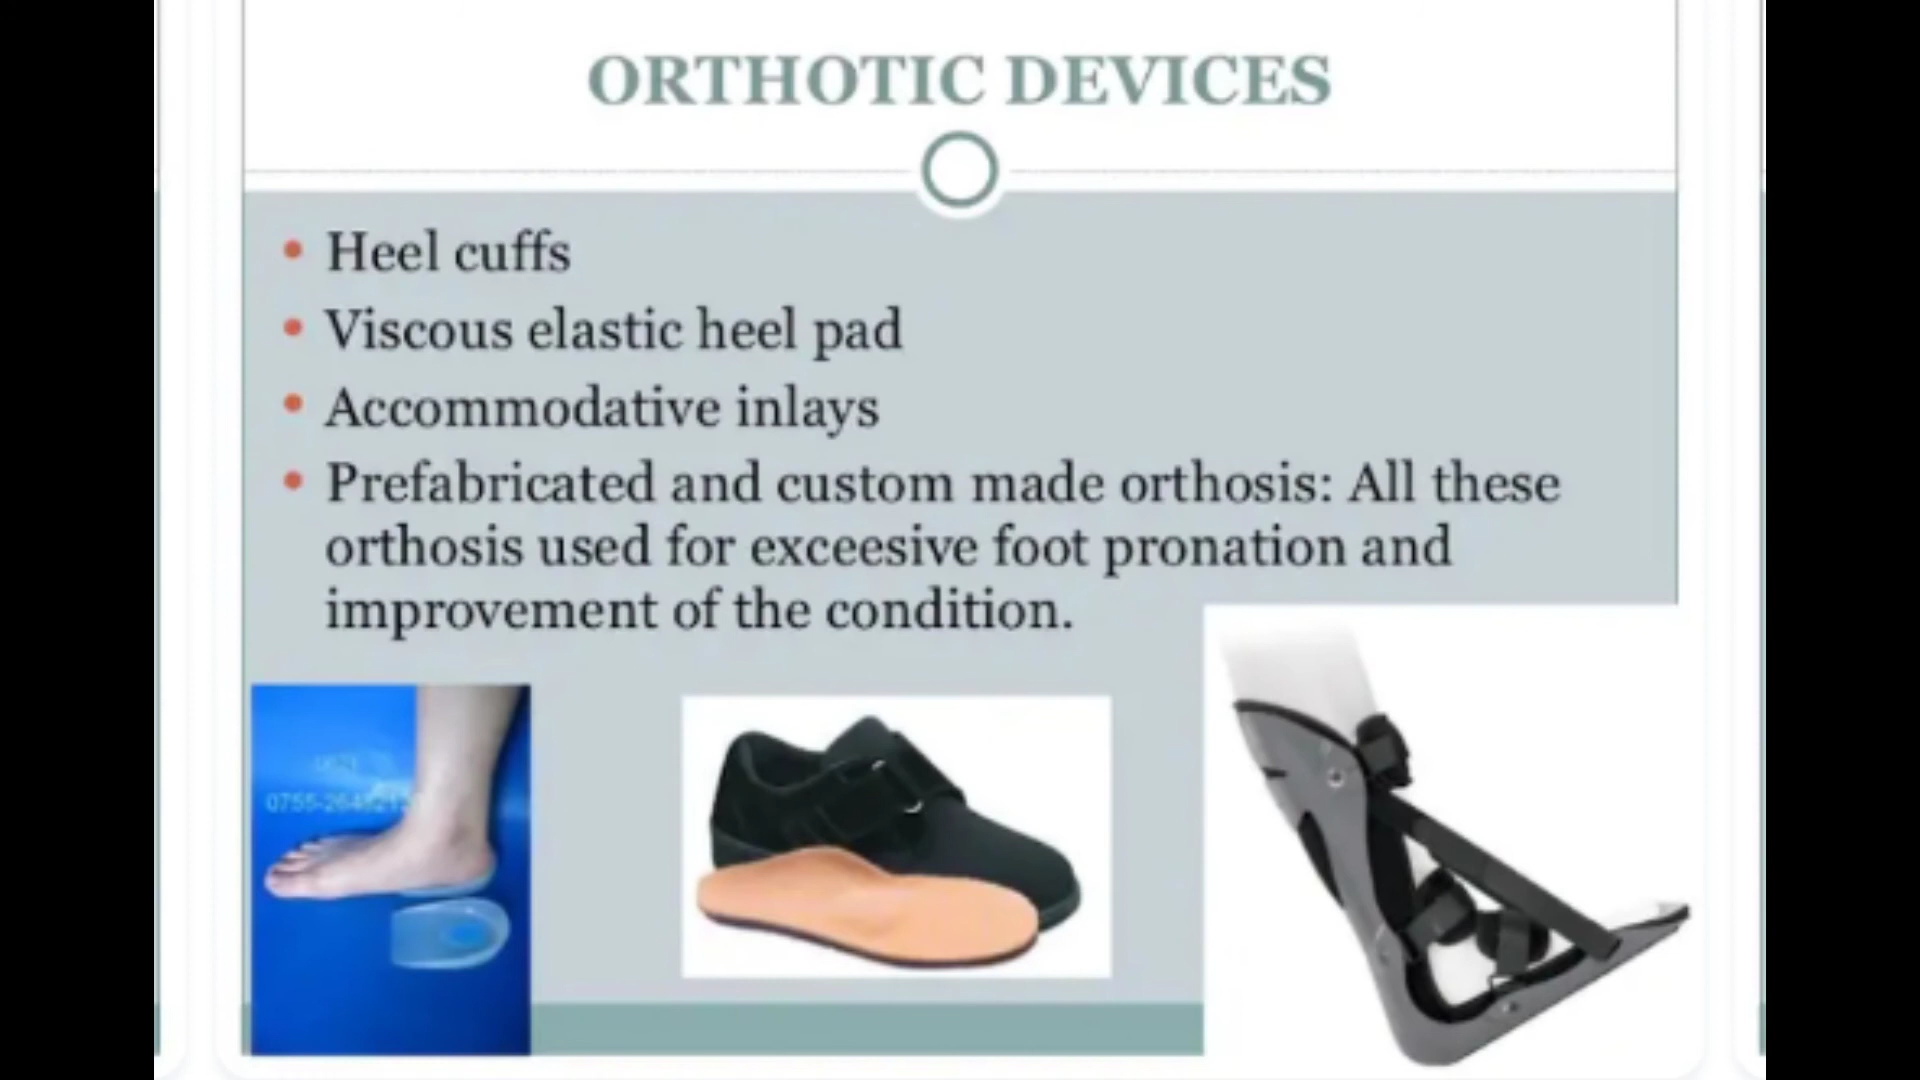 ORTHOTIC DEVICES
• Heel cuffs
• Viscous elastic heel pad
• Accommodative inlays
• Prefabricated and custom made orthosis: All these
orthosis used for exceesive foot pronation and
improvement of the condition.